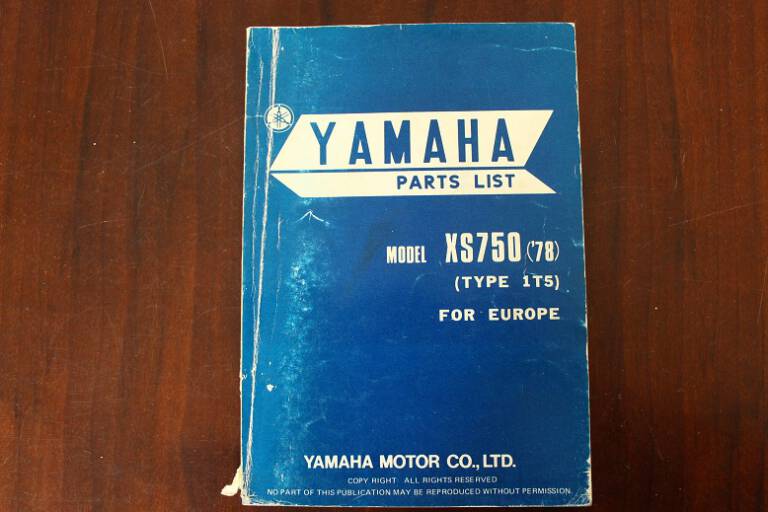 YAMAHA
PARTS LIST
MODEL XS750 ('78)
(TYPE 1T5)
FOR EUROPE
YAMAHA MOTOR CO., LTD.
COPY RIGHT ALL RIGHTS RESERVED
NO PART OF THIS PUBLICATION MAY BE REPRODUCED WITHOUT PERMISSION.